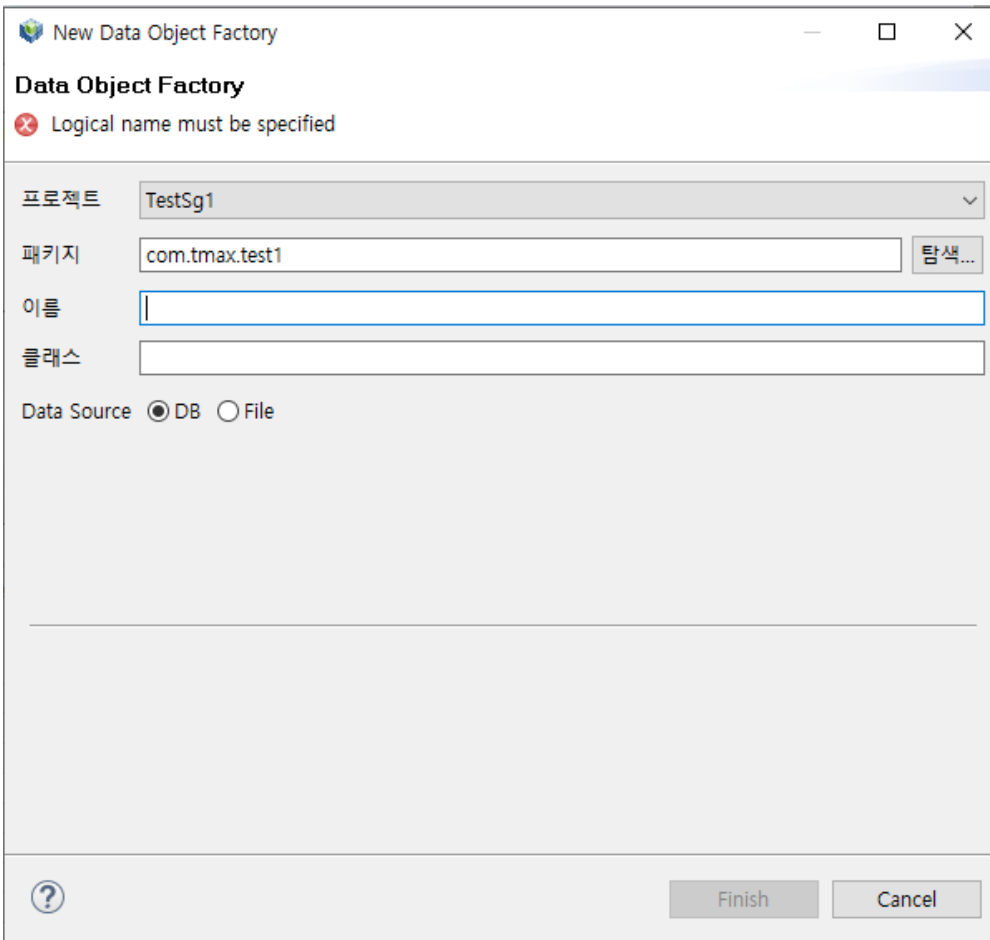 New Data Object Factory
Data Object Factory
Logical name must be specified
프로젝트 TestSg1
패키지 com.tmax.test1 탐색...
이름
클래스
Data Source DB File
? Finish Cancel